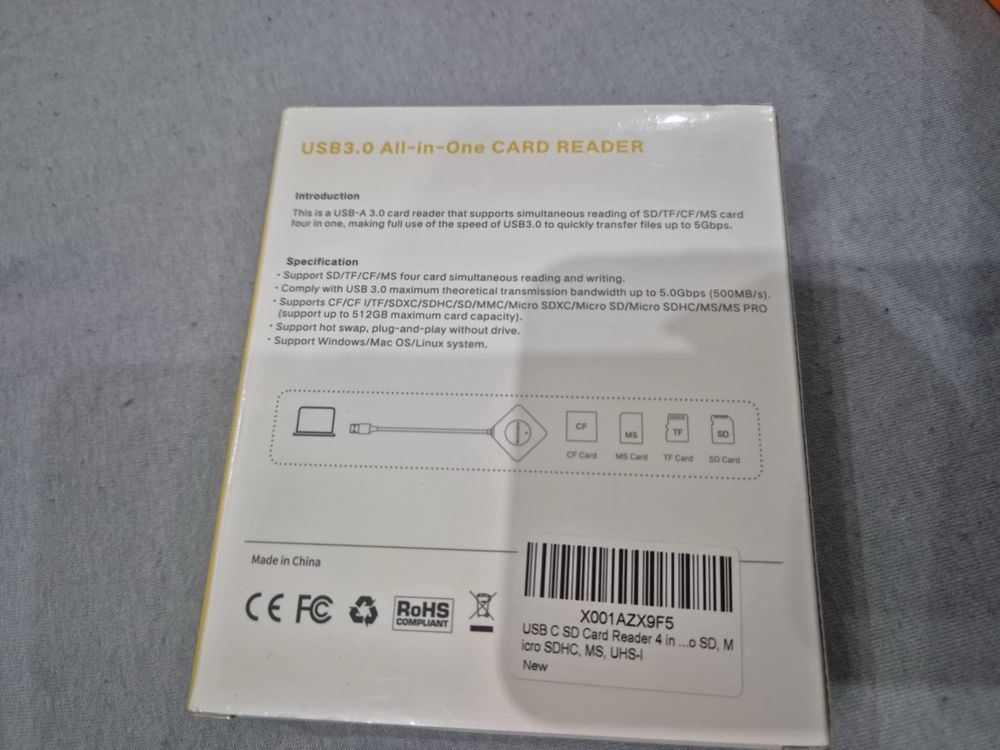 USB3.0 All-in-One CARD READER
Introduction
This is a USB-A 3.0 card reader that supports simultaneous reading of SD/TF/CF/MS card
four in one, making full use of the speed of USB3.0 to quickly transfer files up to 5Gbps.
Specification
· Support SD/TF/CF/MS four card simultaneous reading and writing.
· Comply with USB 3.0 maximum theoretical transmission bandwidth up to 5.0Gbps (500MB/s).
· Supports CF/CF I/TF/SDXC/SDHC/SD/MMC/Micro SDXC/Micro SD/Micro SDHC/MS/MS PRO
(support up to 512GB maximum card capacity).
· Support hot swap, plug-and-play without drive.
· Support Windows/Mac OS/Linux system.
CF MS TF SD
CF Card MS Card TF Card SD Card
Made in China
CE FC RoHS
COMPLIANT
X001AZX9F5
USB C SD Card Reader 4 in ...o SD, M
icro SDHC, MS, UHS-I
New